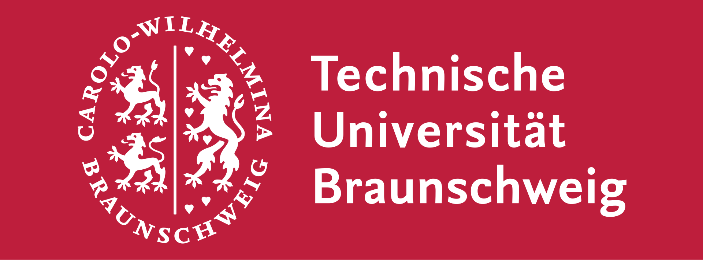 CAROLO-WILHELMINA
BRAUNSCHWEIG
Technische
Universität
Braunschweig